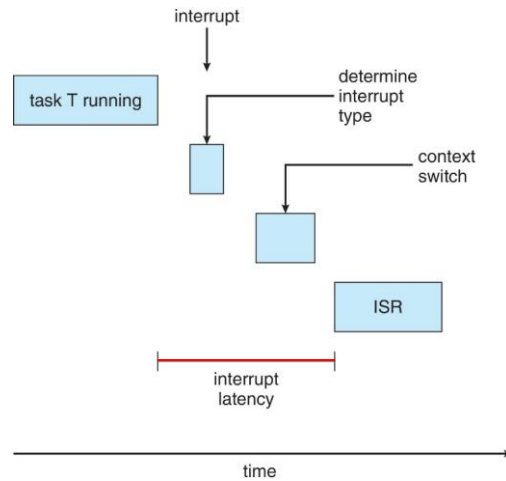 interrupt
task T running
determine
interrupt
type
context
switch
ISR
interrupt
latency
time